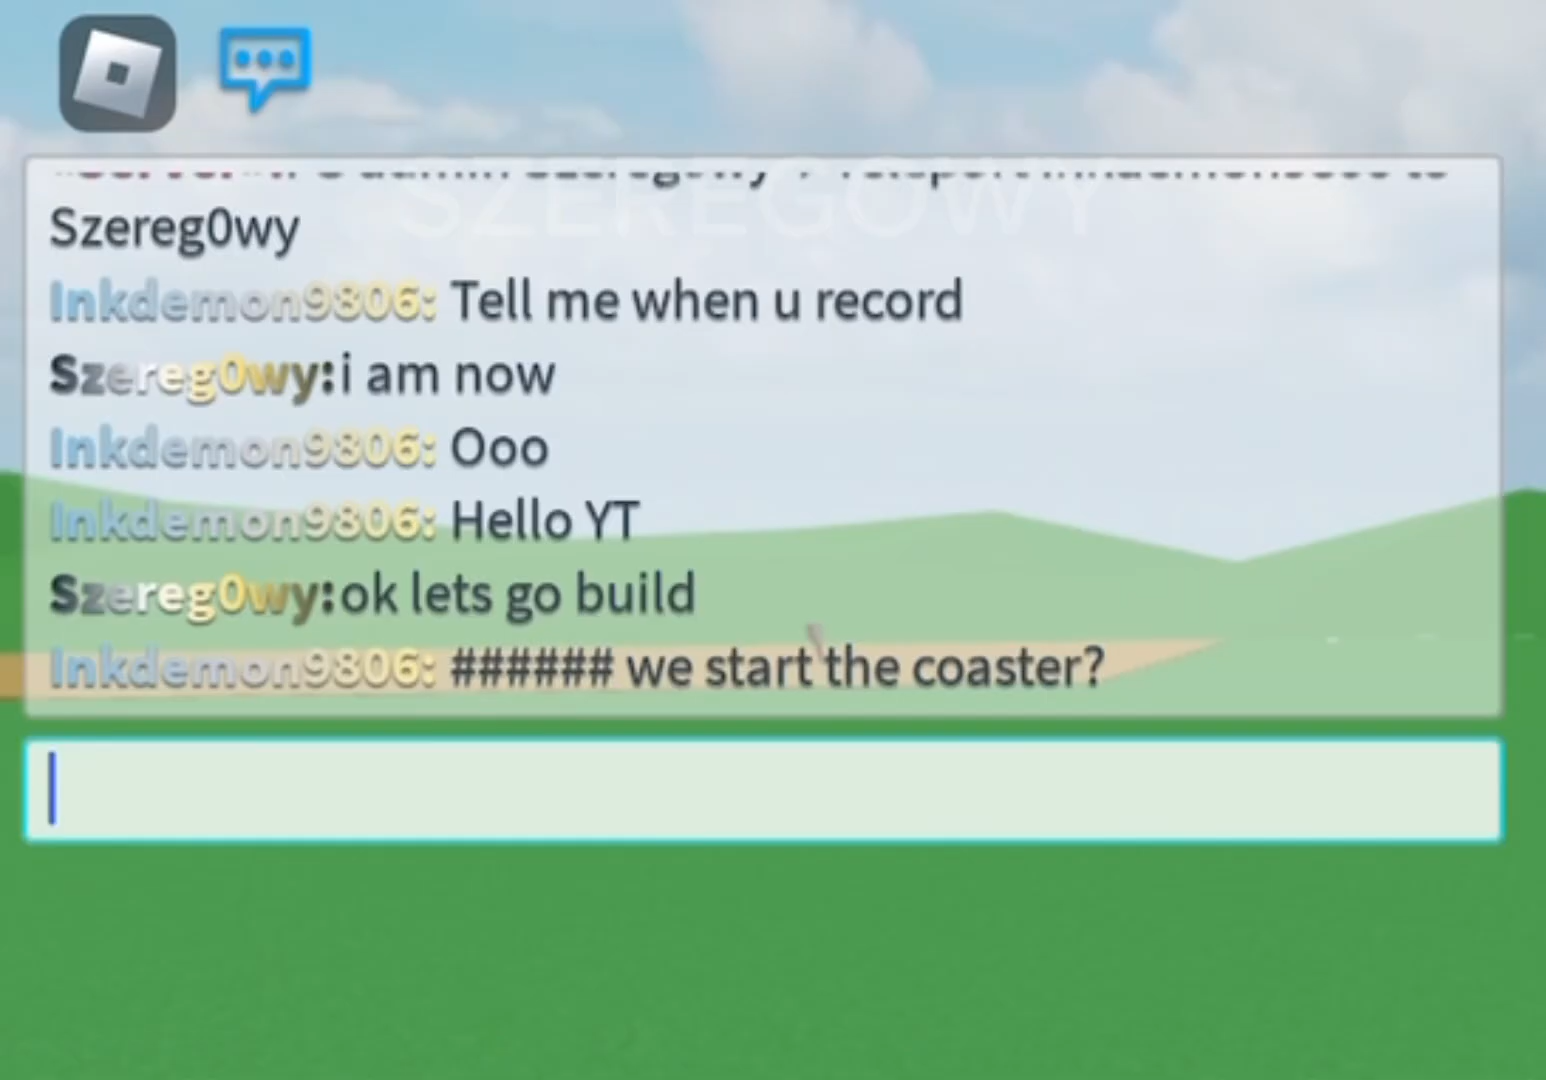 SZEREGOWY
Szereg0wy
Inkdemon9806: Tell me when u record
Szereg0wy:i am now
Inkdemon9806: Ooo
Inkdemon9806: Hello YT
Szereg0wy:ok lets go build
Inkdemon9806: ###### we start the coaster?